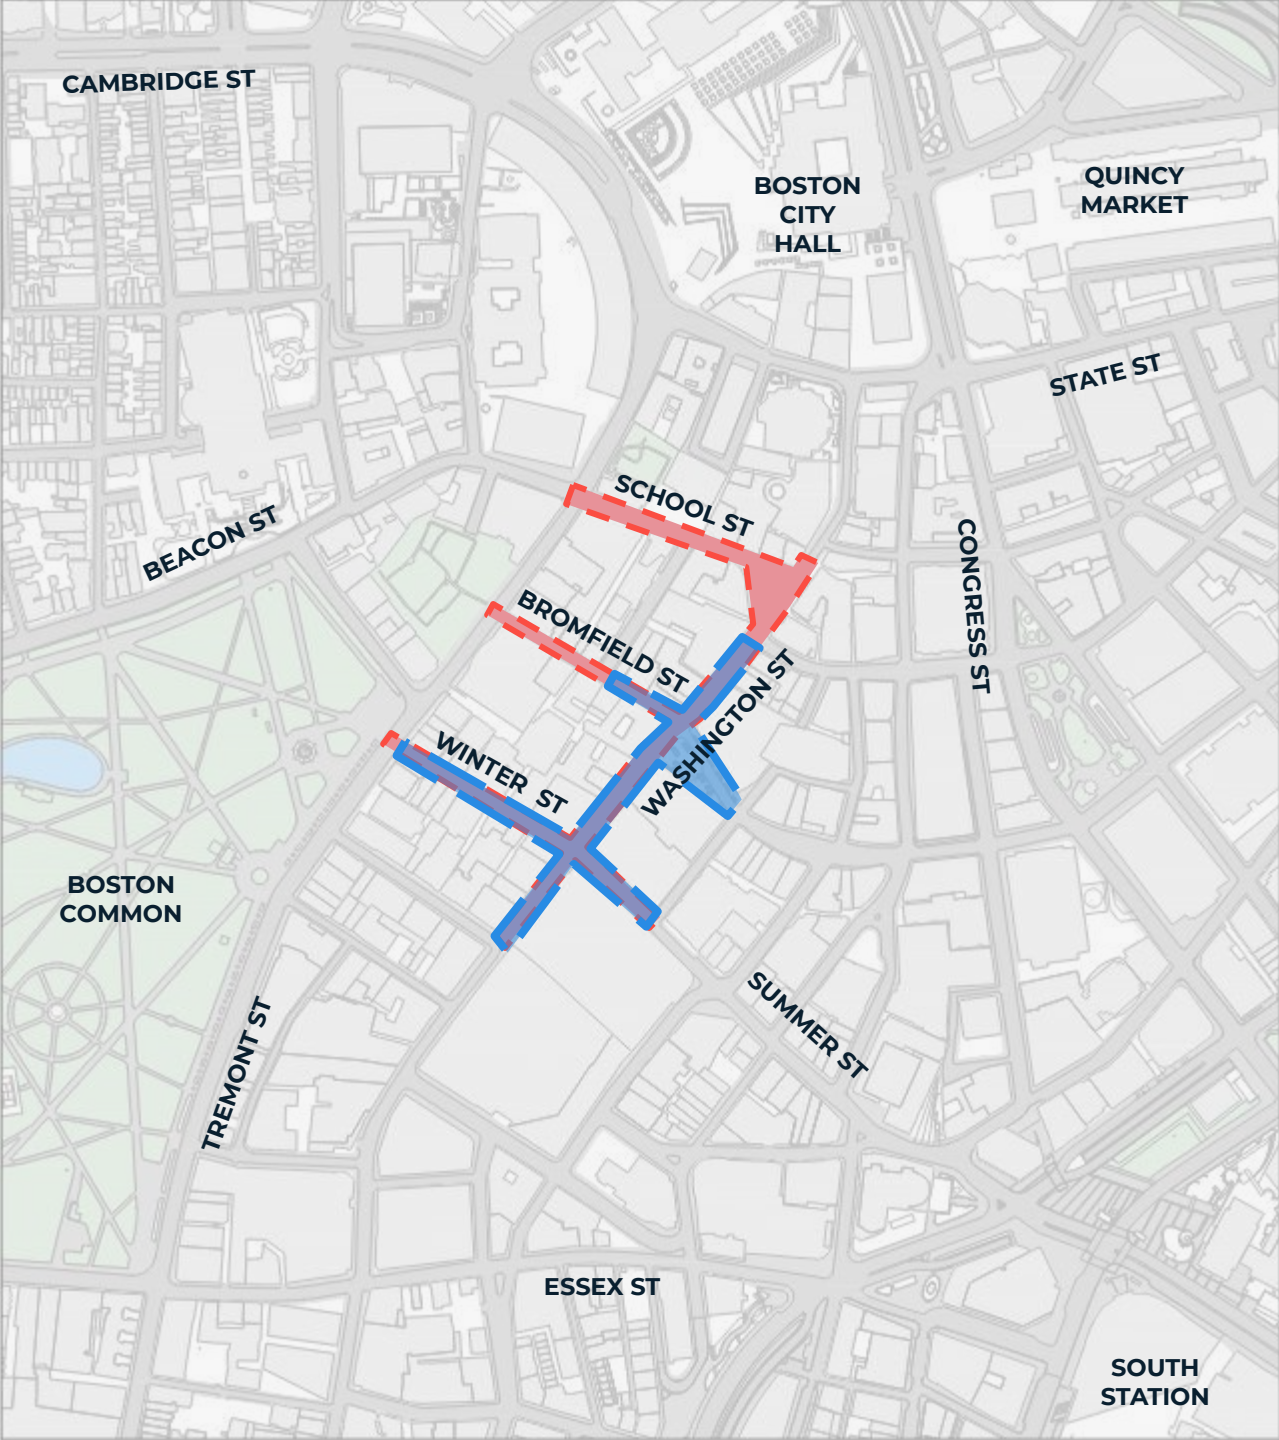 CAMBRIDGE ST
QUINCY
MARKET
BOSTON
CITY
HALL
STATE ST
SCHOOL ST
BEACON ST
CONGRESS ST
BROMFIELD ST
WASHINGTON ST
WINTER ST
BOSTON
COMMON
SUMMER ST
TREMONT ST
ESSEX ST
SOUTH
STATION